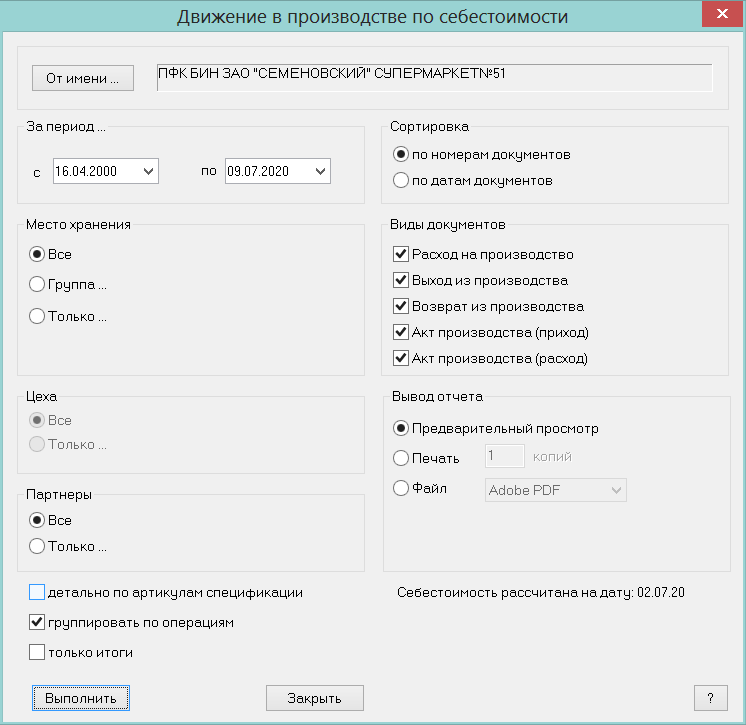 Движение в производстве по себестоимости
От имени ...
ПФК БИН ЗАО "СЕМЕНОВСКИЙ" СУПЕРМАРКЕТ№51
За период ...
с 16.04.2000 по 09.07.2020
Сортировка
по номерам документов
по датам документов
Место хранения
Все
Группа ...
Только ...
Виды документов
Расход на производство
Выход из производства
Возврат из производства
Акт производства (приход)
Акт производства (расход)
Цеха
Все
Только ...
Вывод отчета
Предварительный просмотр
Печать 1 копий
Файл Adobe PDF
Партнеры
Все
Только ...
детально по артикулам спецификации
группировать по операциям
только итоги
Себестоимость рассчитана на дату: 02.07.20
Выполнить
Закрыть
?